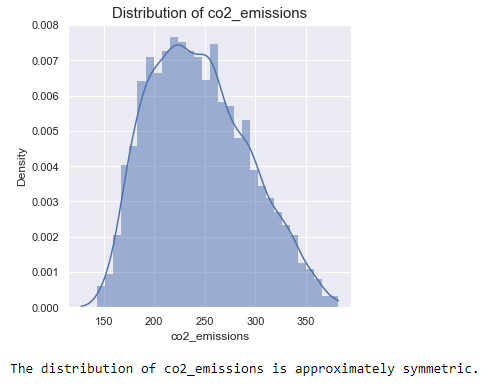 Distribution of co2_emissions
0.008
0.007
0.006
0.005
0.004
0.003
0.002
0.001
0.000
Density
150 200 250 300 350
co2_emissions
The distribution of co2_emissions is approximately symmetric.